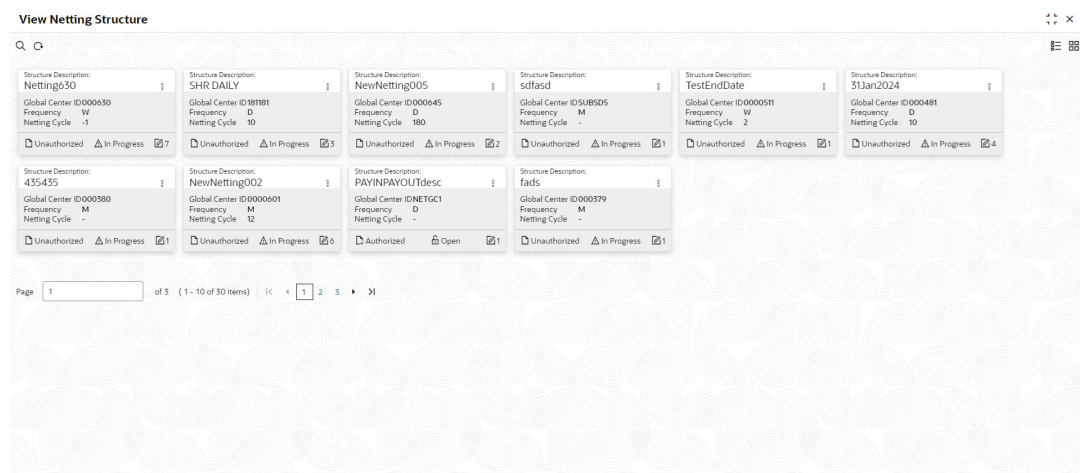 View Netting Structure
Structure Description:
Netting630
Global Center ID 000630
Frequency W
Netting Cycle -1
Unauthorized In Progress 7
Structure Description:
SHR DAILY
Global Center ID 181181
Frequency D
Netting Cycle 10
Unauthorized In Progress 3
Structure Description:
NewNetting005
Global Center ID 000645
Frequency D
Netting Cycle 180
Unauthorized In Progress 2
Structure Description:
sdfasd
Global Center ID SUBSD5
Frequency M
Netting Cycle -
Unauthorized In Progress 1
Structure Description:
TestEndDate
Global Center ID 0000511
Frequency W
Netting Cycle 2
Unauthorized In Progress 1
Structure Description:
31Jan2024
Global Center ID 000481
Frequency D
Netting Cycle 10
Unauthorized In Progress 4
Structure Description:
435435
Global Center ID 000380
Frequency M
Netting Cycle -
Unauthorized In Progress 1
Structure Description:
NewNetting002
Global Center ID 0000601
Frequency M
Netting Cycle 12
Unauthorized In Progress 6
Structure Description:
PAYINPAYOUTdesc
Global Center ID NETGC1
Frequency D
Netting Cycle -
Authorized Open 1
Structure Description:
fads
Global Center ID 000379
Frequency M
Netting Cycle -
Unauthorized In Progress 1
Page 1 of 3 (1 - 10 of 30 items) 1 2 3